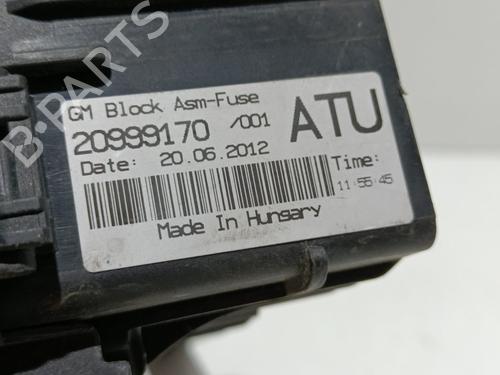 GM Block Asm-Fuse
20999170 /001 ATU
Date: 20.06.2012 Time:
11:55:45
Made In Hungary
B-PARTS